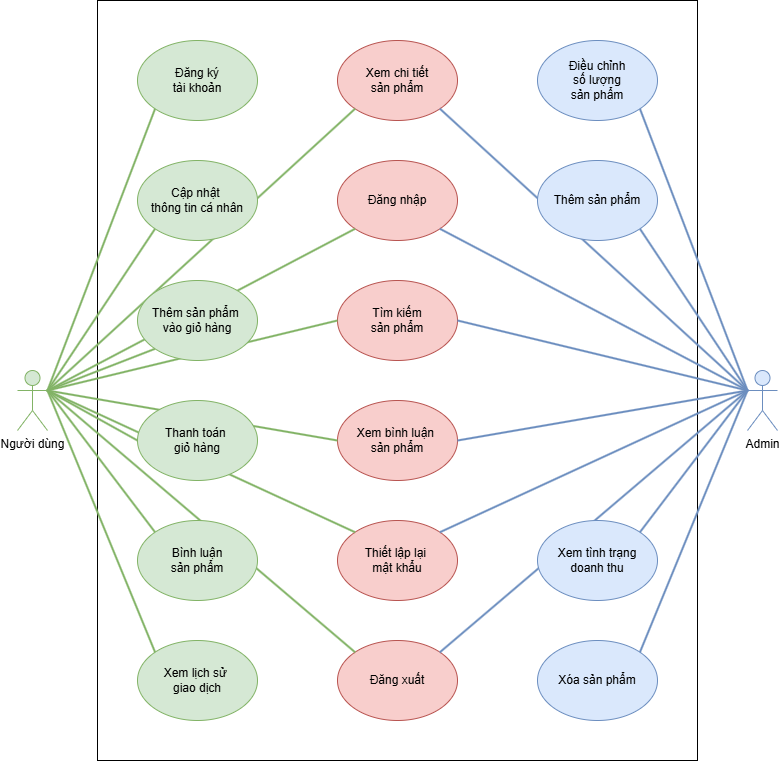 Đăng ký
tài khoản
Xem chi tiết
sản phẩm
Điều chỉnh
số lượng
sản phẩm
Cập nhật
thông tin cá nhân
Đăng nhập
Thêm sản phẩm
Thêm sản phẩm
vào giỏ hàng
Tìm kiếm
sản phẩm
Người dùng
Admin
Thanh toán
giỏ hàng
Xem bình luận
sản phẩm
Bình luận
sản phẩm
Thiết lập lại
mật khẩu
Xem tình trạng
doanh thu
Xem lịch sử
giao dịch
Đăng xuất
Xóa sản phẩm